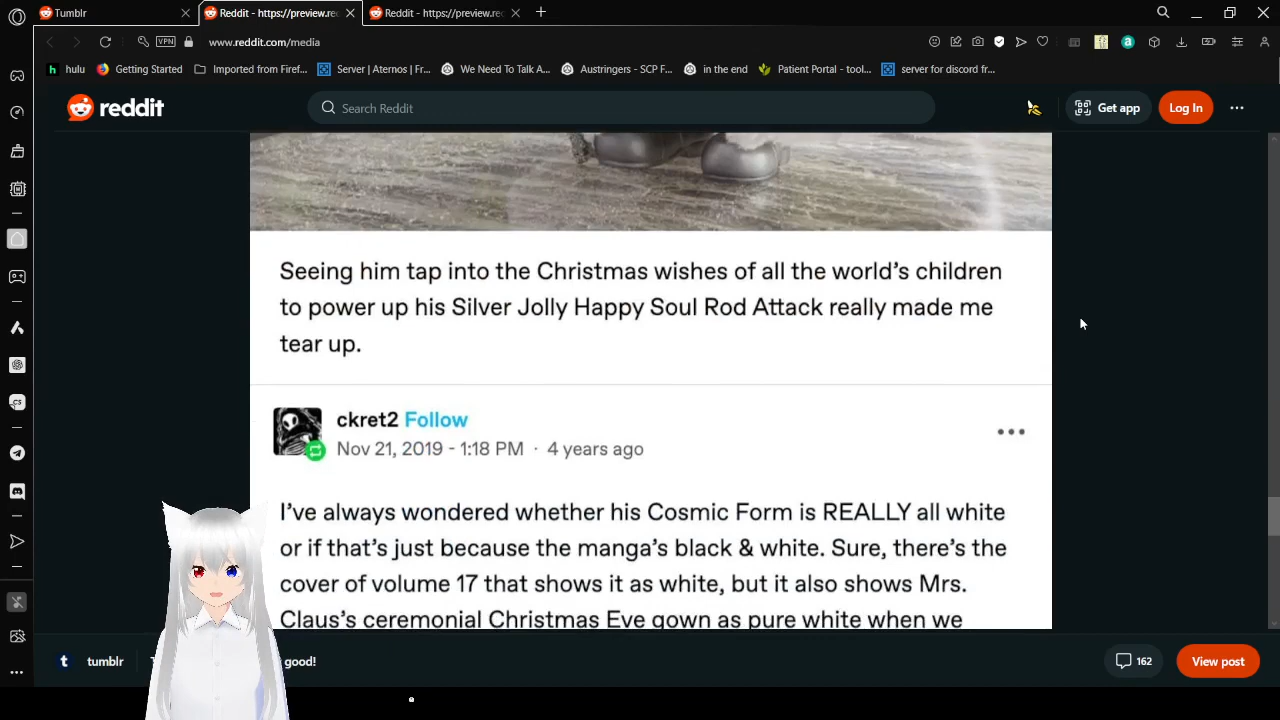 Tumblr
Reddit - https://preview.rec
Reddit - https://preview.rec
VPN
www.reddit.com/media
hulu
Getting Started
Imported from Firef...
Server | Aternos | Fr...
We Need To Talk A...
Austringers - SCP F...
in the end
Patient Portal - tool...
server for discord fr...
reddit
Search Reddit
Get app
Log In
Seeing him tap into the Christmas wishes of all the world's children
to power up his Silver Jolly Happy Soul Rod Attack really made me
tear up.
ckret2 Follow
Nov 21, 2019 - 1:18 PM · 4 years ago
I've always wondered whether his Cosmic Form is REALLY all white
or if that's just because the manga's black & white. Sure, there's the
cover of volume 17 that shows it as white, but it also shows Mrs.
Claus's ceremonial Christmas Eve gown as pure white when we
tumblr
good!
162
View post